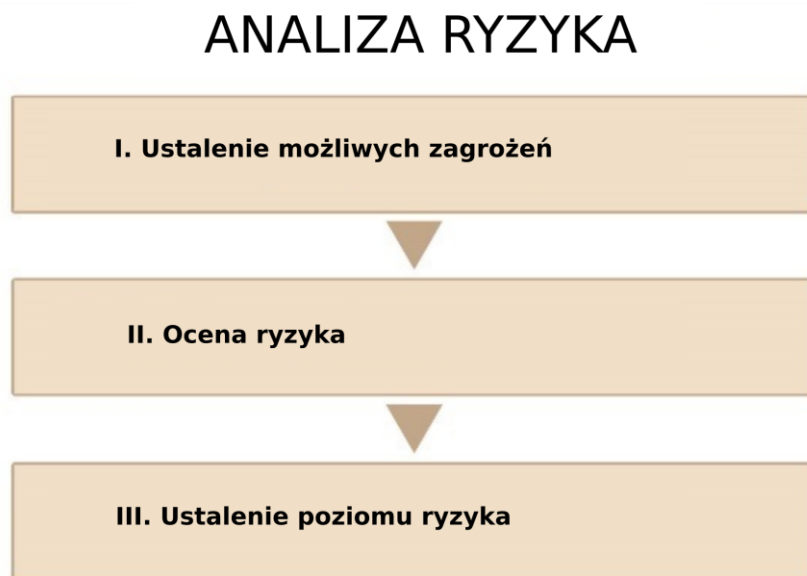 ANALIZA RYZYKA
I. Ustalenie możliwych zagrożeń
II. Ocena ryzyka
III. Ustalenie poziomu ryzyka